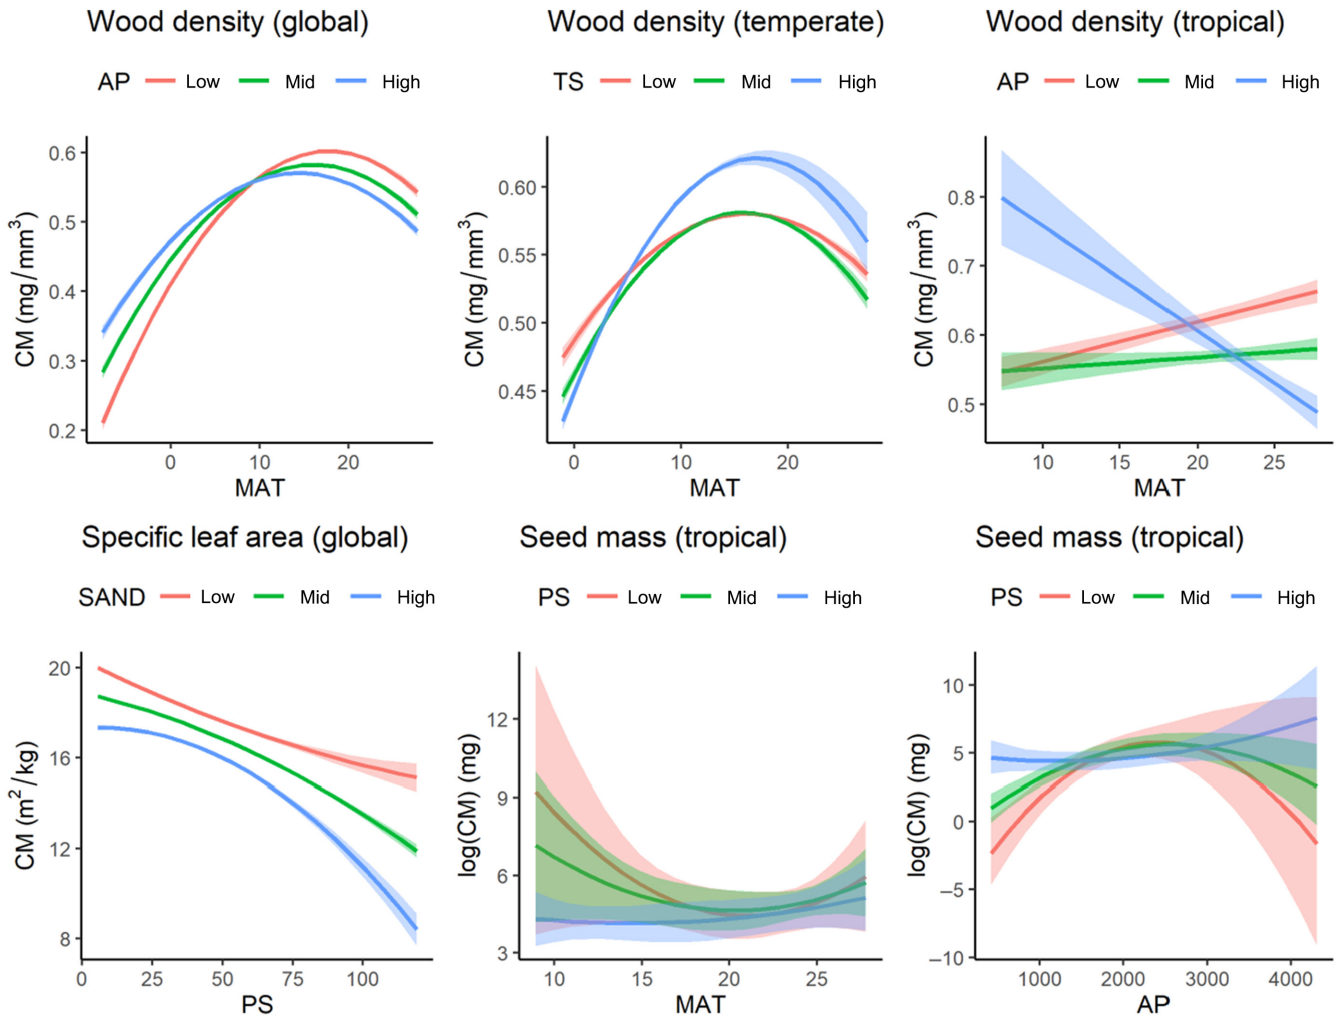 Wood density (global)
Wood density (temperate)
Wood density (tropical)
AP Low Mid High
TS Low Mid High
AP Low Mid High
CM (mg/mm³)
0.6
0.5
0.4
0.3
0.2
0 10 20
MAT
CM (mg/mm³)
0.60
0.55
0.50
0.45
0 10 20
MAT
CM (mg/mm³)
0.8
0.7
0.6
0.5
10 15 20 25
MAT
Specific leaf area (global)
Seed mass (tropical)
Seed mass (tropical)
SAND Low Mid High
PS Low Mid High
PS Low Mid High
CM (m²/kg)
20
16
12
8
0 25 50 75 100
PS
log(CM) (mg)
12
9
6
3
10 15 20 25
MAT
log(CM) (mg)
10
5
0
−5
−10
1000 2000 3000 4000
AP